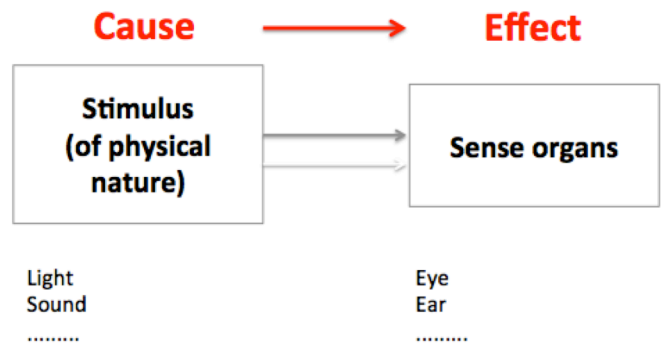 Cause
Effect
Stimulus
(of physical
nature)
Sense organs
Light
Sound
.........
Eye
Ear
.........